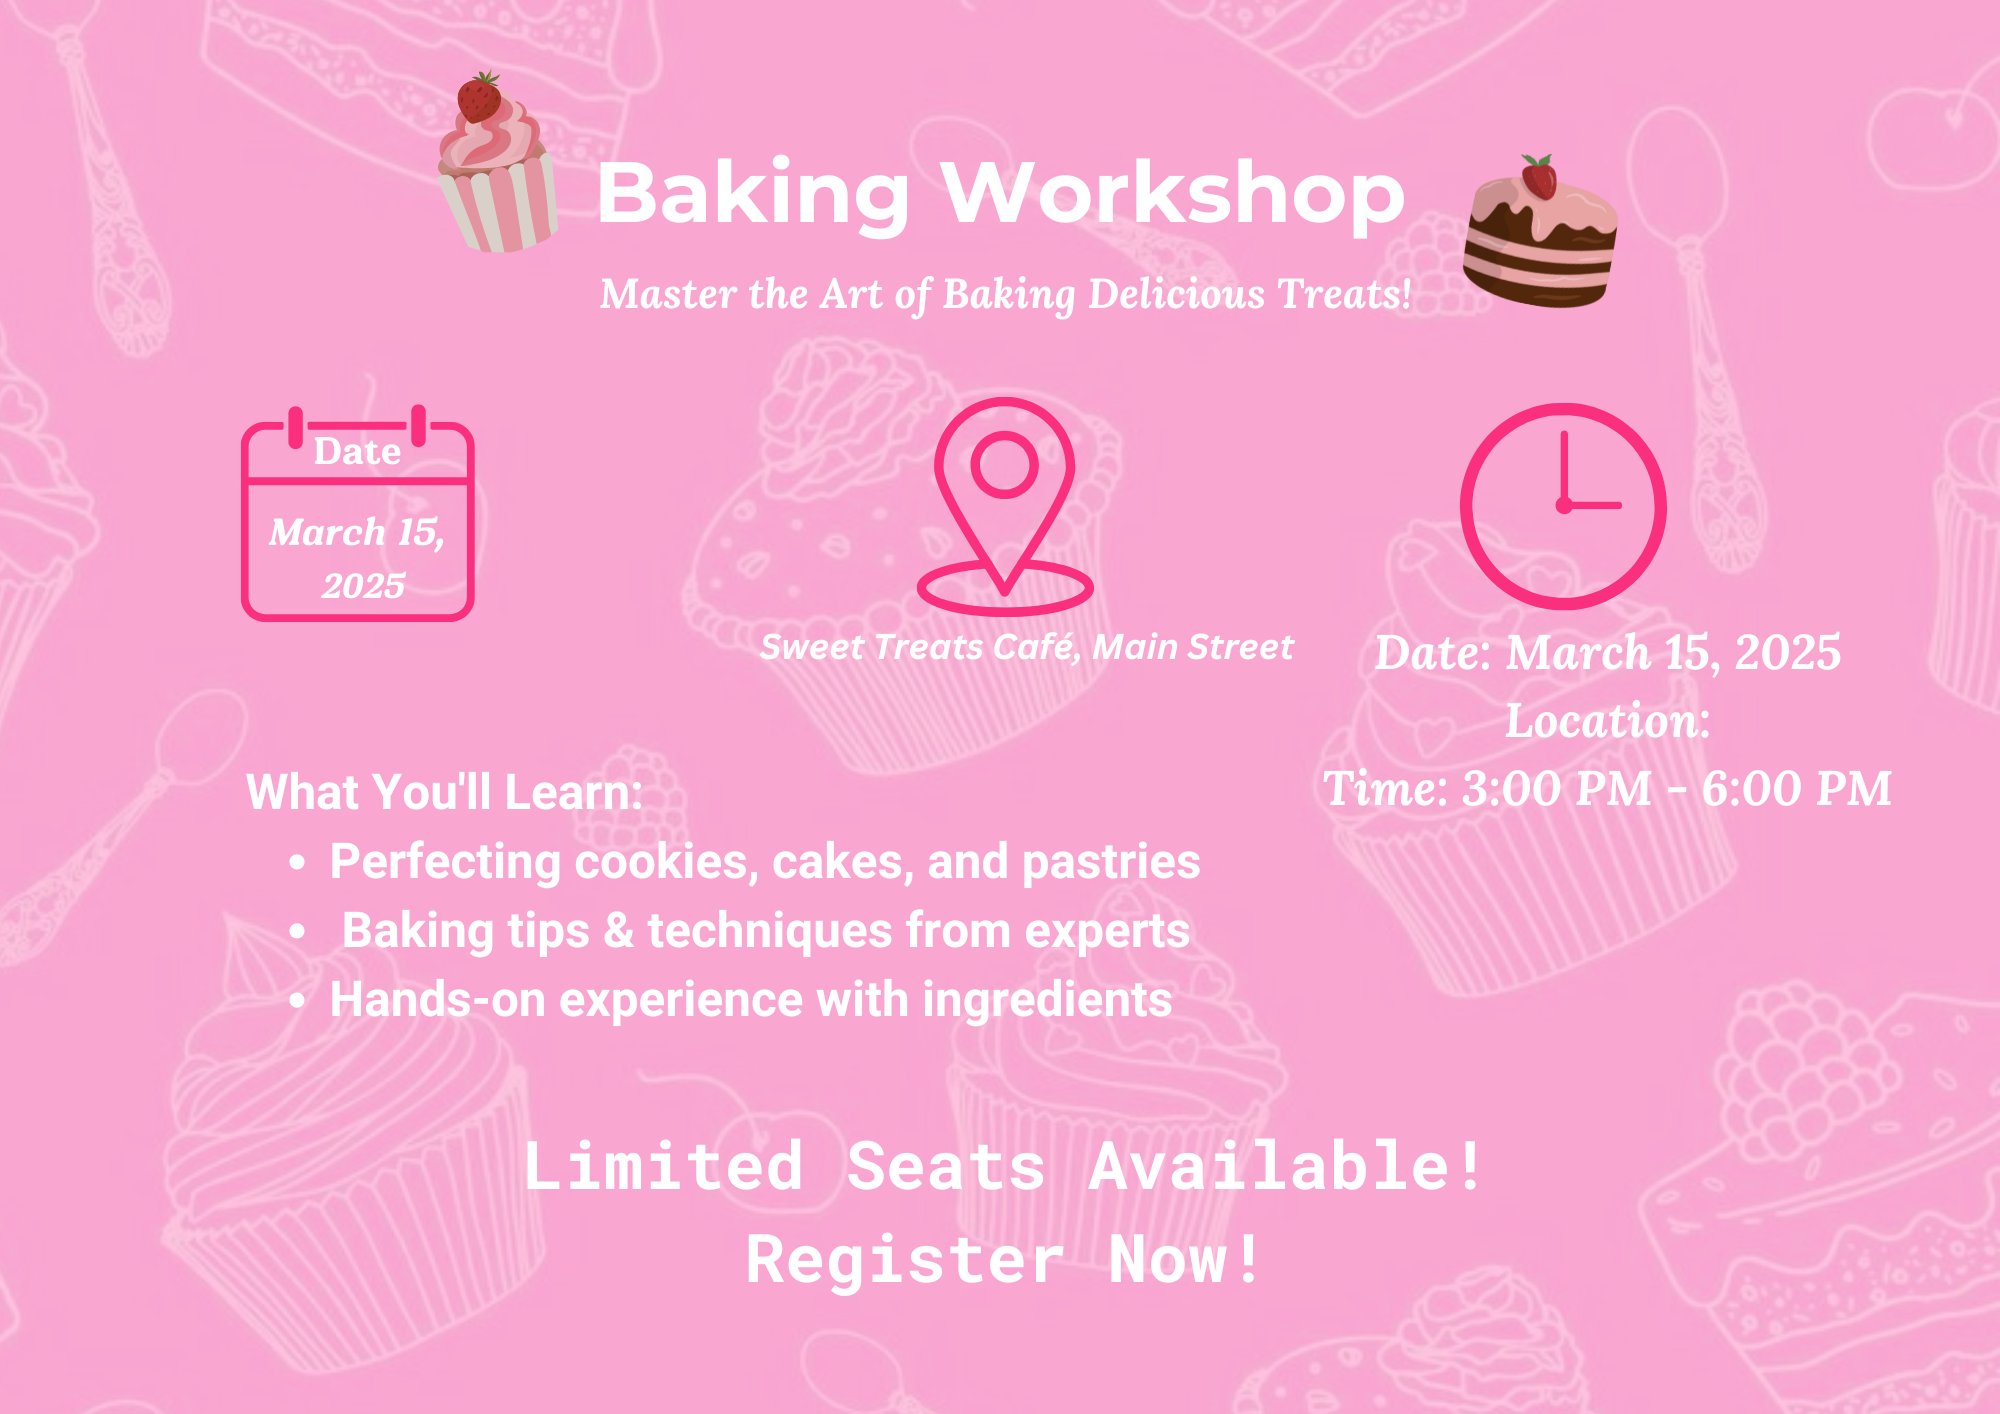 Baking Workshop
Master the Art of Baking Delicious Treats!
Date
March 15,
2025
Sweet Treats Café, Main Street
Date: March 15, 2025
Location:
Time: 3:00 PM - 6:00 PM
What You'll Learn:
• Perfecting cookies, cakes, and pastries
• Baking tips & techniques from experts
• Hands-on experience with ingredients
Limited Seats Available!
Register Now!